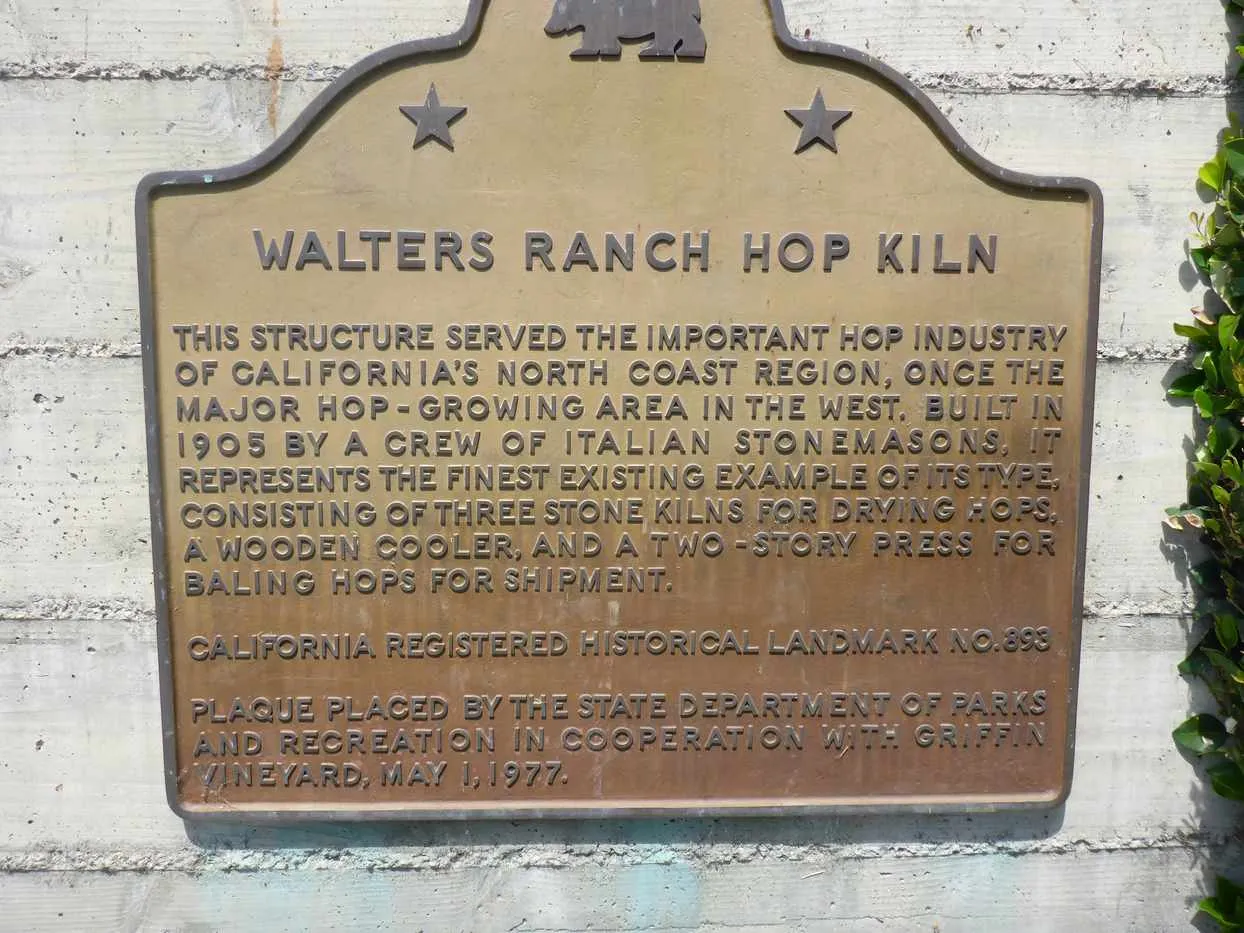 WALTERS RANCH HOP KILN
THIS STRUCTURE SERVED THE IMPORTANT HOP INDUSTRY
OF CALIFORNIA'S NORTH COAST REGION, ONCE THE
MAJOR HOP-GROWING AREA IN THE WEST. BUILT IN
1905 BY A CREW OF ITALIAN STONEMASONS, IT
REPRESENTS THE FINEST EXISTING EXAMPLE OF ITS TYPE,
CONSISTING OF THREE STONE KILNS FOR DRYING HOPS,
A WOODEN COOLER, AND A TWO-STORY PRESS FOR
BALING HOPS FOR SHIPMENT.
CALIFORNIA REGISTERED HISTORICAL LANDMARK NO.893
PLAQUE PLACED BY THE STATE DEPARTMENT OF PARKS
AND RECREATION IN COOPERATION WITH GRIFFIN
VINEYARD, MAY 1, 1977.